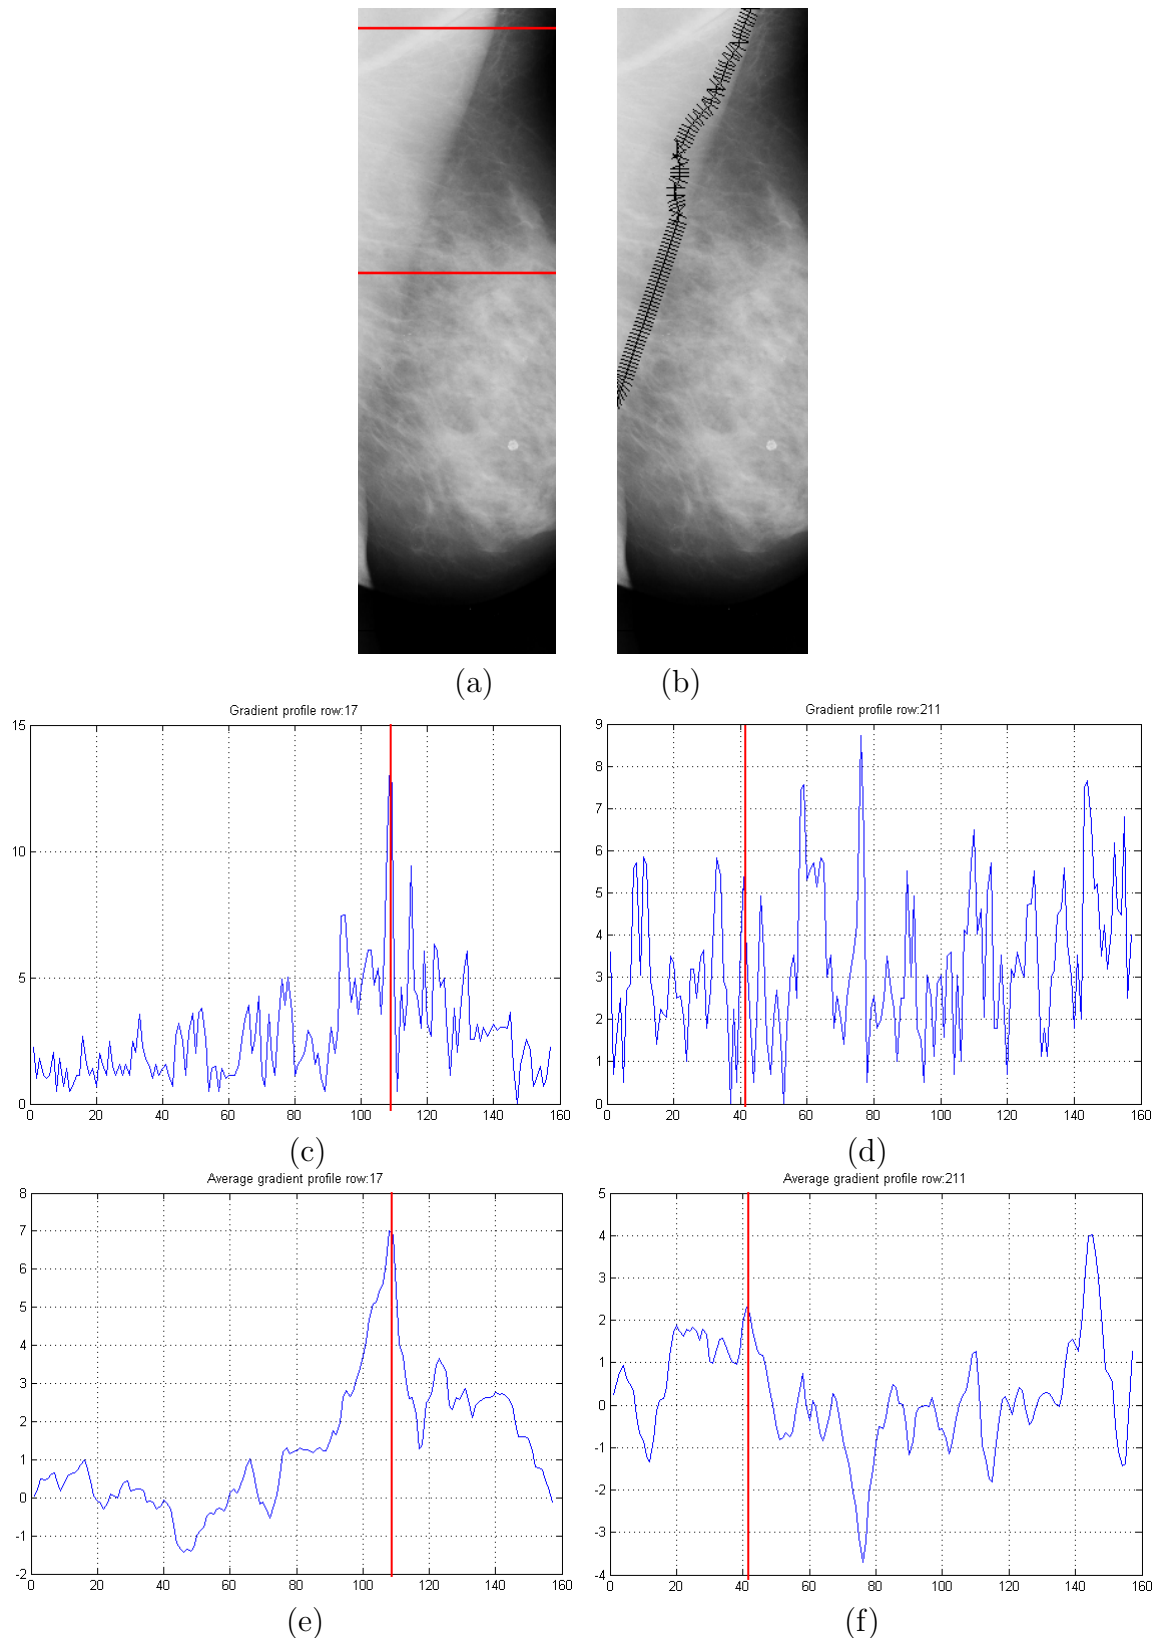 (a) (b)
Gradient profile row:17
15
10
5
0
0 20 40 60 80 100 120 140 160
(c)
Gradient profile row:211
9
8
7
6
5
4
3
2
1
0
0 20 40 60 80 100 120 140 160
(d)
Average gradient profile row:17
8
7
6
5
4
3
2
1
0
-1
-2
0 20 40 60 80 100 120 140 160
(e)
Average gradient profile row:211
5
4
3
2
1
0
-1
-2
-3
-4
0 20 40 60 80 100 120 140 160
(f)